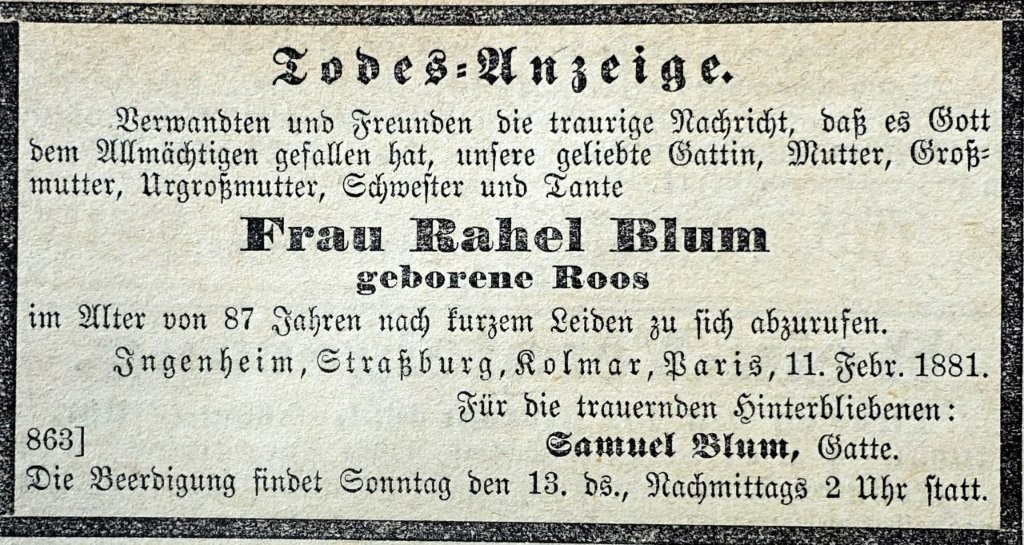 Todes-Anzeige.
Verwandten und Freunden die traurige Nachricht, daß es Gott
dem Allmächtigen gefallen hat, unsere geliebte Gattin, Mutter, Groß-
mutter, Urgroßmutter, Schwester und Tante
Frau Rahel Blum
geborene Roos
im Alter von 87 Jahren nach kurzem Leiden zu sich abzurufen.
Ingenheim, Straßburg, Kolmar, Paris, 11. Febr. 1881.
Für die trauernden Hinterbliebenen:
863] Samuel Blum, Gatte.
Die Beerdigung findet Sonntag den 13. ds., Nachmittags 2 Uhr statt.